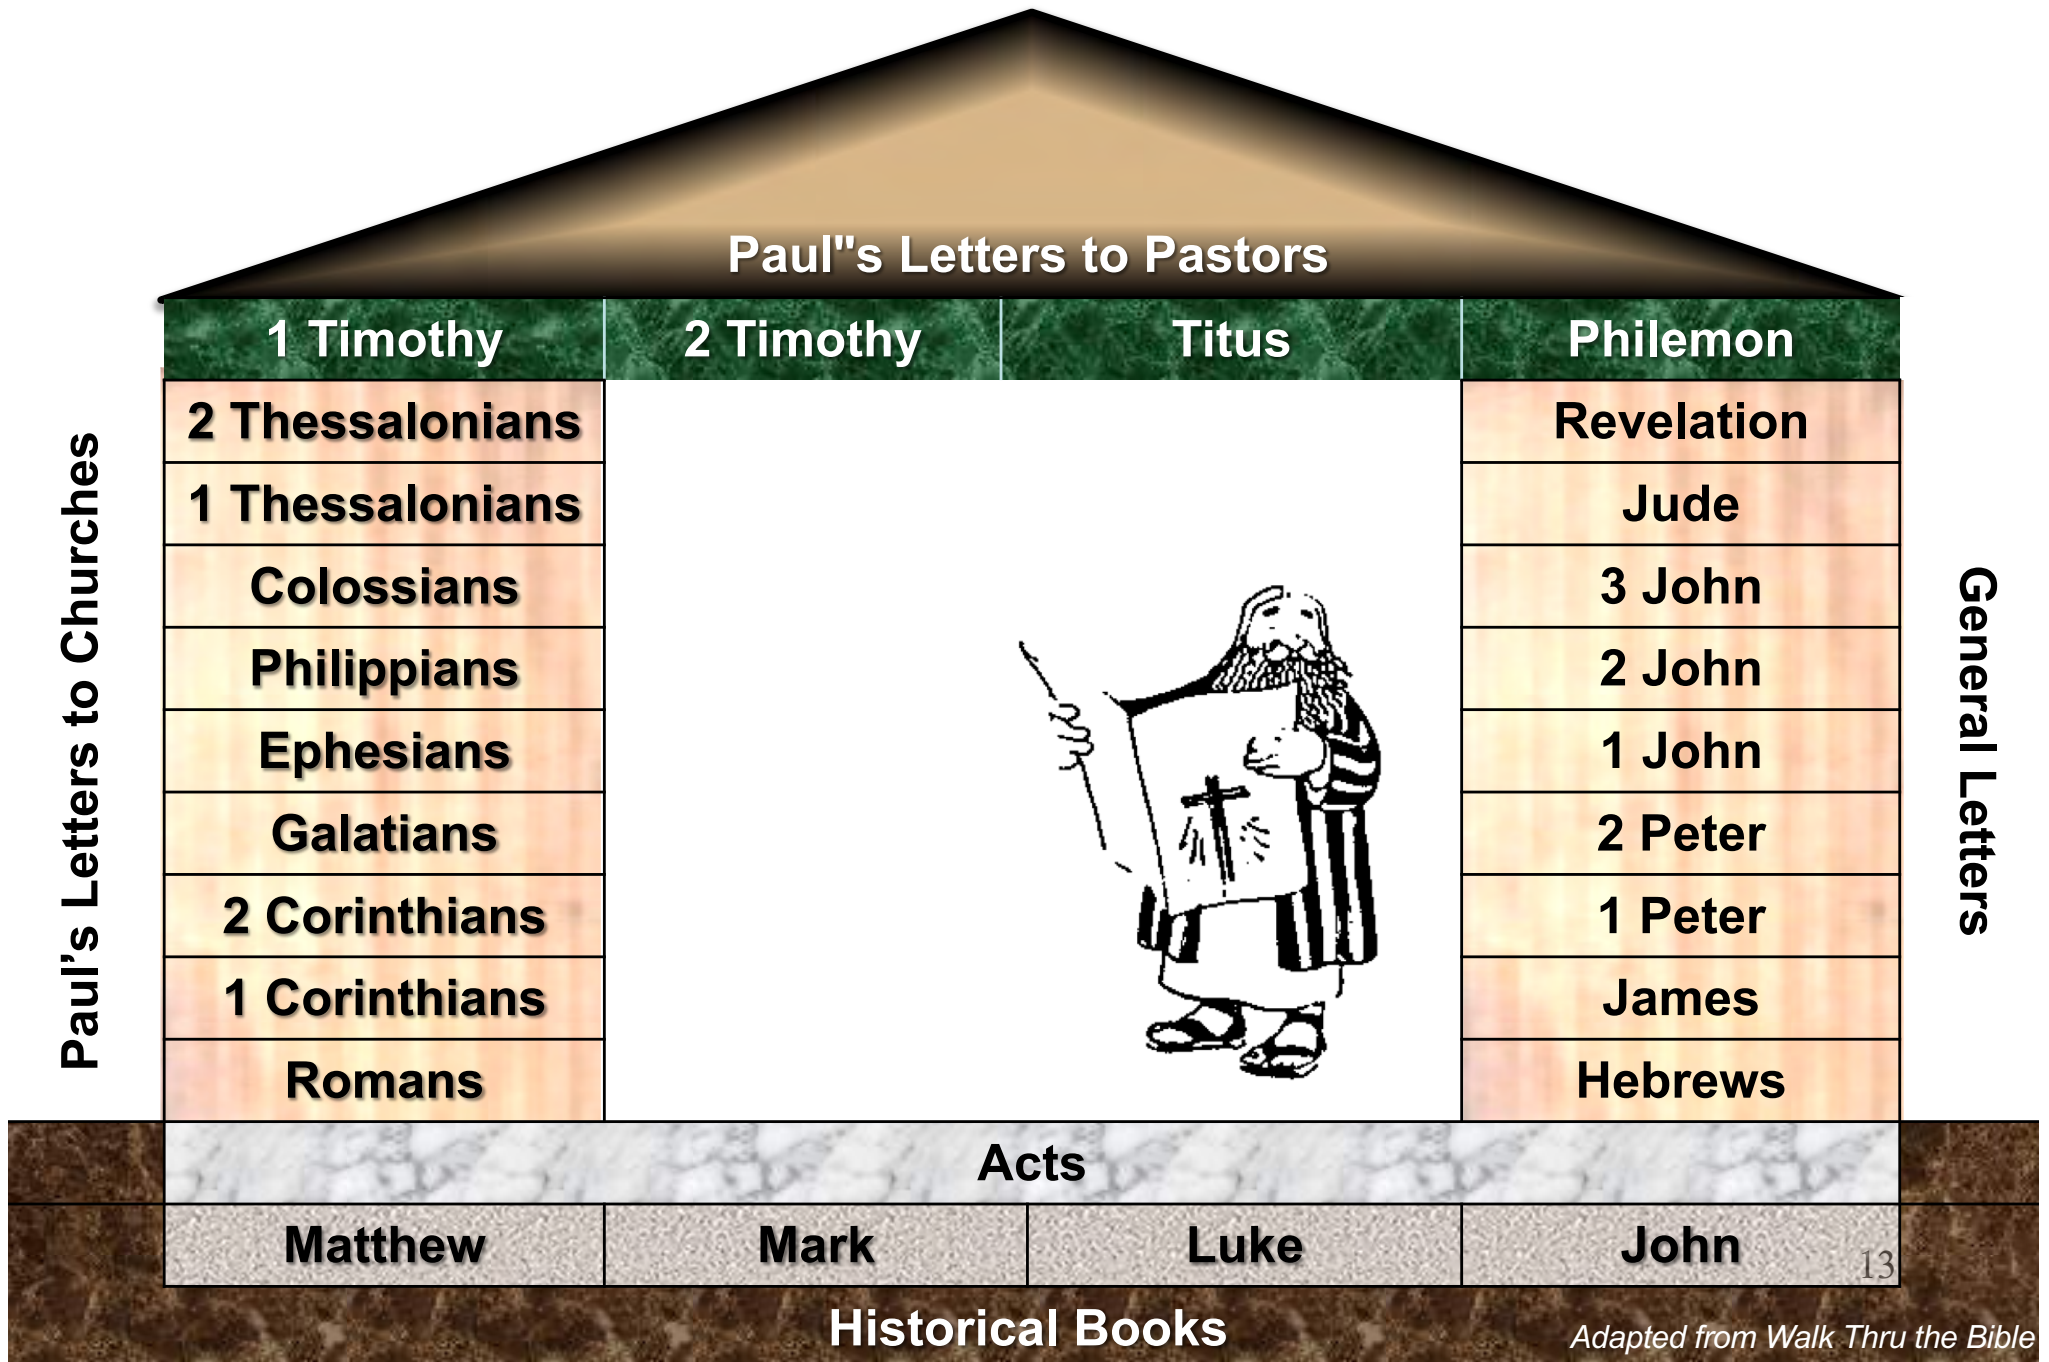 Paul"s Letters to Pastors
1 Timothy
2 Timothy
Titus
Philemon
Paul’s Letters to Churches
2 Thessalonians
1 Thessalonians
Colossians
Philippians
Ephesians
Galatians
2 Corinthians
1 Corinthians
Romans
Revelation
Jude
3 John
2 John
1 John
2 Peter
1 Peter
James
Hebrews
General Letters
Acts
Matthew
Mark
Luke
John
13
Historical Books
Adapted from Walk Thru the Bible